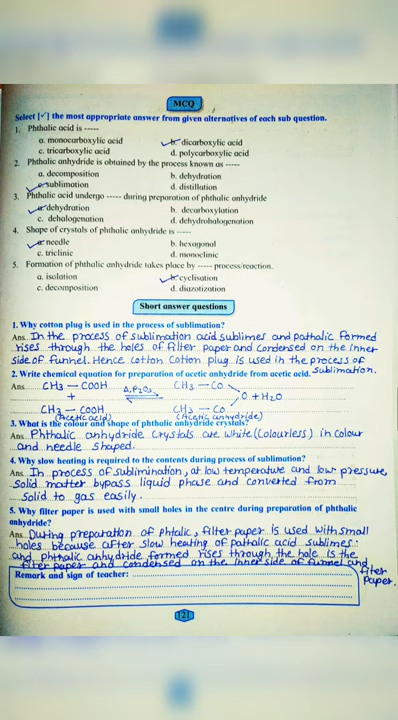 MCQ
Select [✓] the most appropriate answer from given alternatives of each sub question.
1. Phthalic acid is -----
a. monocarboxylic acid b. dicarboxylic acid
c. tricarboxylic acid d. polycarboxylic acid
2. Phthalic anhydride is obtained by the process known as -----
a. decomposition b. dehydration
c. sublimation d. distillation
3. Phthalic acid undergo ----- during preparation of phthalic anhydride
a. dehydration b. decarboxylation
c. dehalogenation d. dehydrohalogenation
4. Shape of crystals of phthalic anhydride is -----
a. needle b. hexagonal
c. triclinic d. monoclinic
5. Formation of phthalic anhydride takes place by ----- process/reaction.
a. isolation b. cyclisation
c. decomposition d. diazotization
Short answer questions
1. Why cotton plug is used in the process of sublimation?
Ans. In the process of sublimation acid sublimes and pathalic formed
rises through the holes of filter paper and condensed on the inner
side of funnel. Hence cotton cotton plug is used in the process of
sublimation.
2. Write chemical equation for preparation of acetic anhydride from acetic acid.
Ans. CH3 — COOH Δ, P2O5 CH3 — CO
+ ⇌ O + H2O
CH3 — COOH CH3 — CO
(Acetic acid) (Acetic anhydride)
3. What is the colour and shape of phthalic anhydride crystals?
Ans. Phthalic anhydride crystals are white (colourless) in colour
and needle shaped.
4. Why slow heating is required to the contents during process of sublimation?
Ans. In process of sublimination, at low temperature and low pressure,
solid matter bypass liquid phase and converted from
solid to gas easily.
5. Why filter paper is used with small holes in the centre during preparation of phthalic
anhydride?
Ans. During preparation of phtalic, filter paper is used with small
holes because after slow heating of pathalic acid sublimes
and phthalic anhydride formed rises through the hole is the
filter paper and condensed on the inner side of funnel and
filter
paper.
Remark and sign of teacher:
121